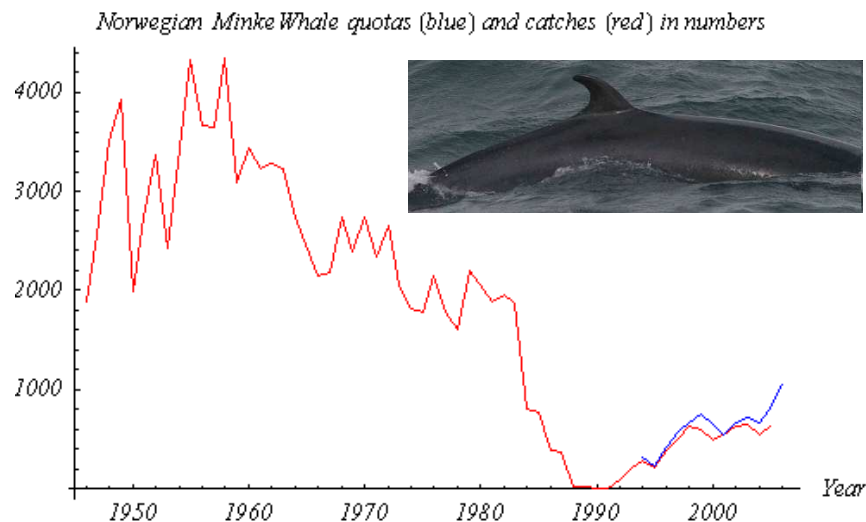 Norwegian Minke Whale quotas (blue) and catches (red) in numbers
4000
3000
2000
1000
1950 1960 1970 1980 1990 2000 Year